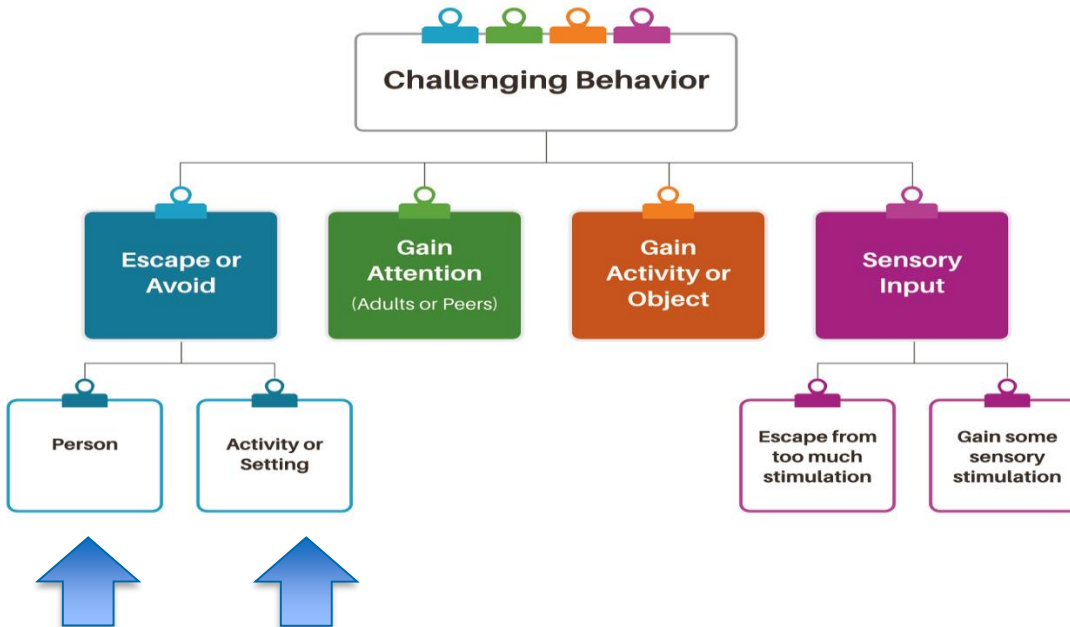 Challenging Behavior
Escape or
Avoid
Gain
Attention
(Adults or Peers)
Gain
Activity or
Object
Sensory
Input
Person
Activity or
Setting
Escape from
too much
stimulation
Gain some
sensory
stimulation